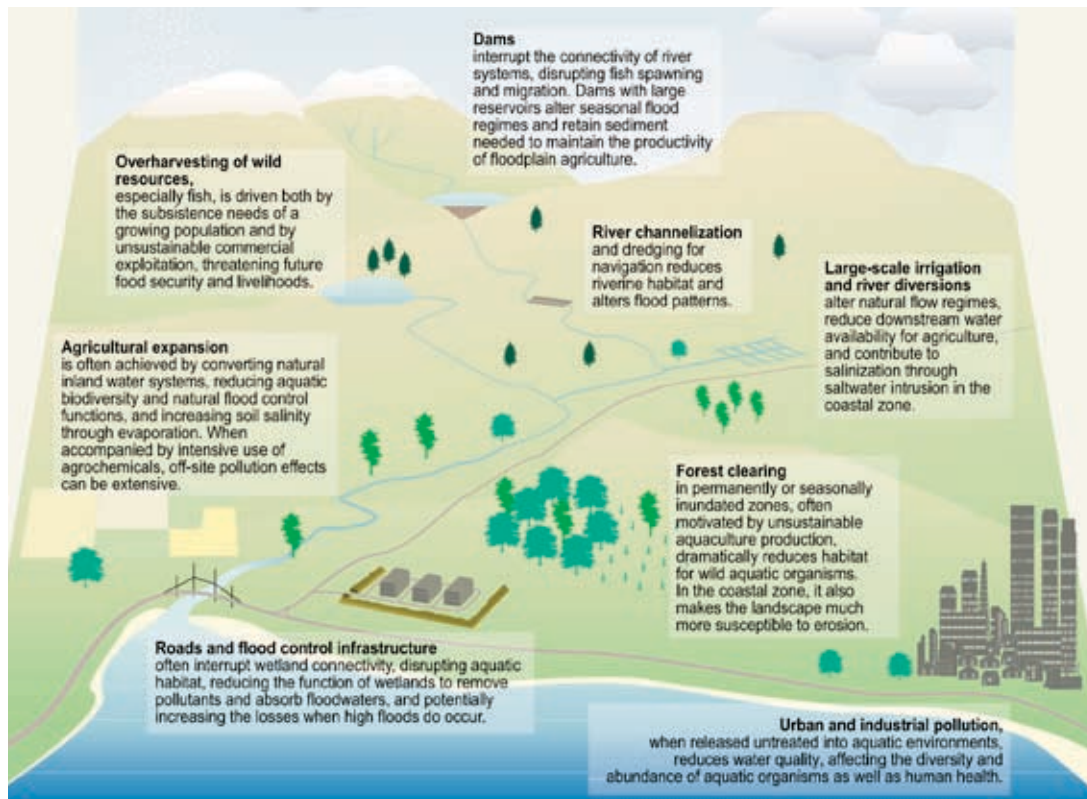 Dams
interrupt the connectivity of river
systems, disrupting fish spawning
and migration. Dams with large
reservoirs alter seasonal flood
regimes and retain sediment
needed to maintain the productivity
of floodplain agriculture.
Overharvesting of wild
resources,
especially fish, is driven both by
the subsistence needs of a
growing population and by
unsustainable commercial
exploitation, threatening future
food security and livelihoods.
River channelization
and dredging for
navigation reduces
riverine habitat and
alters flood patterns.
Large-scale irrigation
and river diversions
alter natural flow regimes,
reduce downstream water
availability for agriculture,
and contribute to
salinization through
saltwater intrusion in the
coastal zone.
Agricultural expansion
is often achieved by converting natural
inland water systems, reducing aquatic
biodiversity and natural flood control
functions, and increasing soil salinity
through evaporation. When
accompanied by intensive use of
agrochemicals, off-site pollution effects
can be extensive.
Forest clearing
in permanently or seasonally
inundated zones, often
motivated by unsustainable
aquaculture production,
dramatically reduces habitat
for wild aquatic organisms.
In the coastal zone, it also
makes the landscape much
more susceptible to erosion.
Roads and flood control infrastructure
often interrupt wetland connectivity, disrupting aquatic
habitat, reducing the function of wetlands to remove
pollutants and absorb floodwaters, and potentially
increasing the losses when high floods do occur.
Urban and industrial pollution,
when released untreated into aquatic environments,
reduces water quality, affecting the diversity and
abundance of aquatic organisms as well as human health.